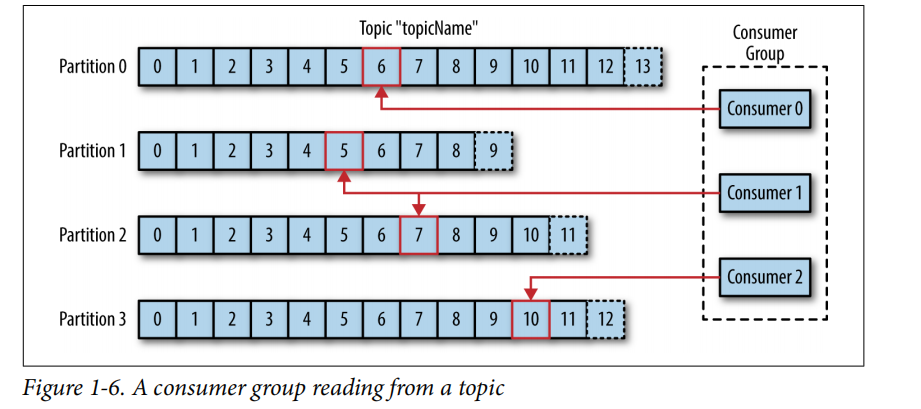 Topic "topicName"
Consumer
Group
Partition 0 0 1 2 3 4 5 6 7 8 9 10 11 12 13
Consumer 0
Partition 1 0 1 2 3 4 5 6 7 8 9
Consumer 1
Partition 2 0 1 2 3 4 5 6 7 8 9 10 11
Consumer 2
Partition 3 0 1 2 3 4 5 6 7 8 9 10 11 12
Figure 1-6. A consumer group reading from a topic